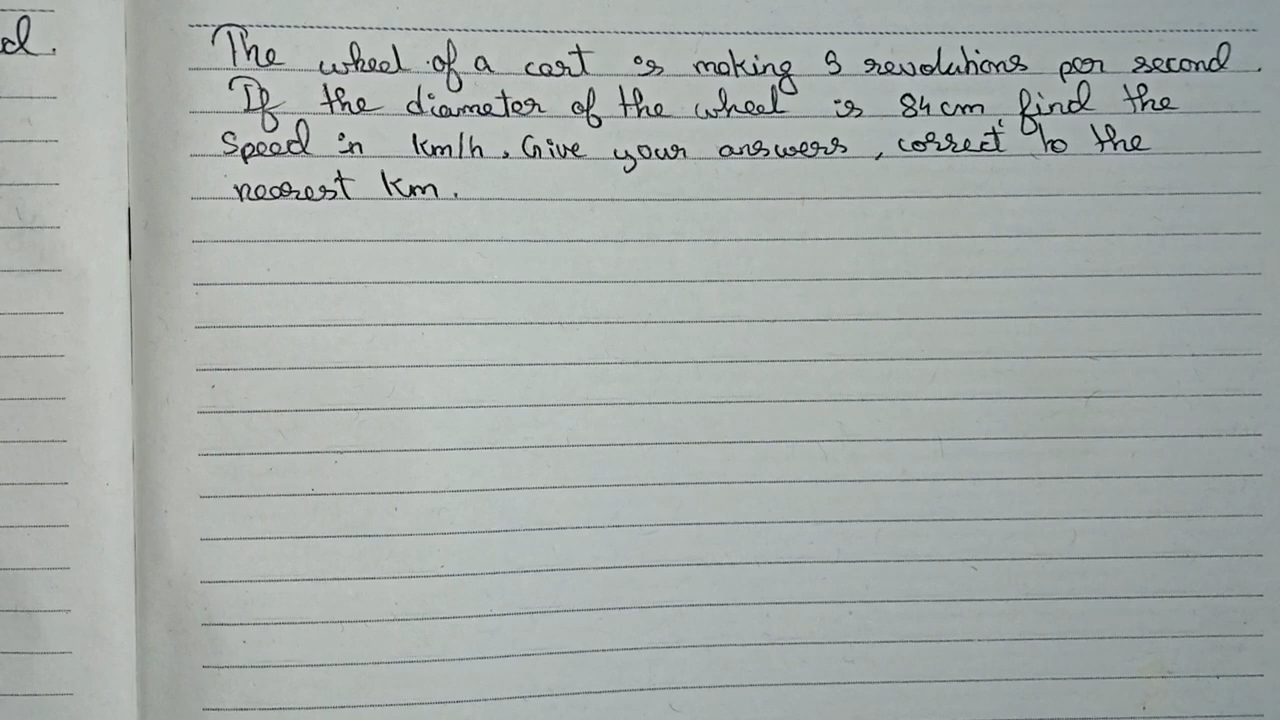 d.
The wheel of a cart is making 5 revolutions per second.
If the diameter of the wheel is 84 cm, find the
Speed in km/h. Give your answers, correct to the
nearest km.